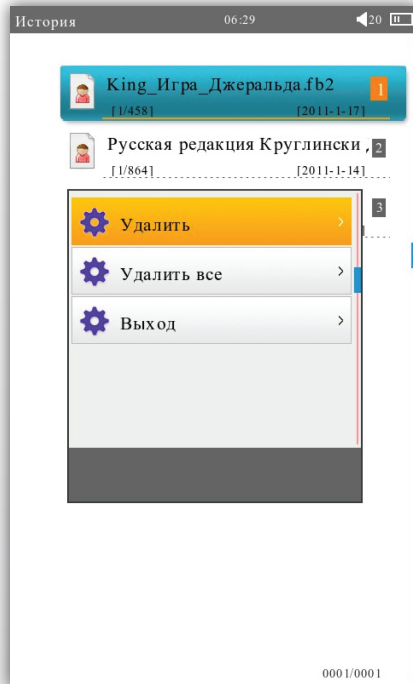 История 06:29 20
King_Игра_Джеральда.fb2 1
[1/458] [2011-1-17]
Русская редакция Круглински , 2
[1/864] [2011-1-14]
3
Удалить
Удалить все
Выход
0001/0001